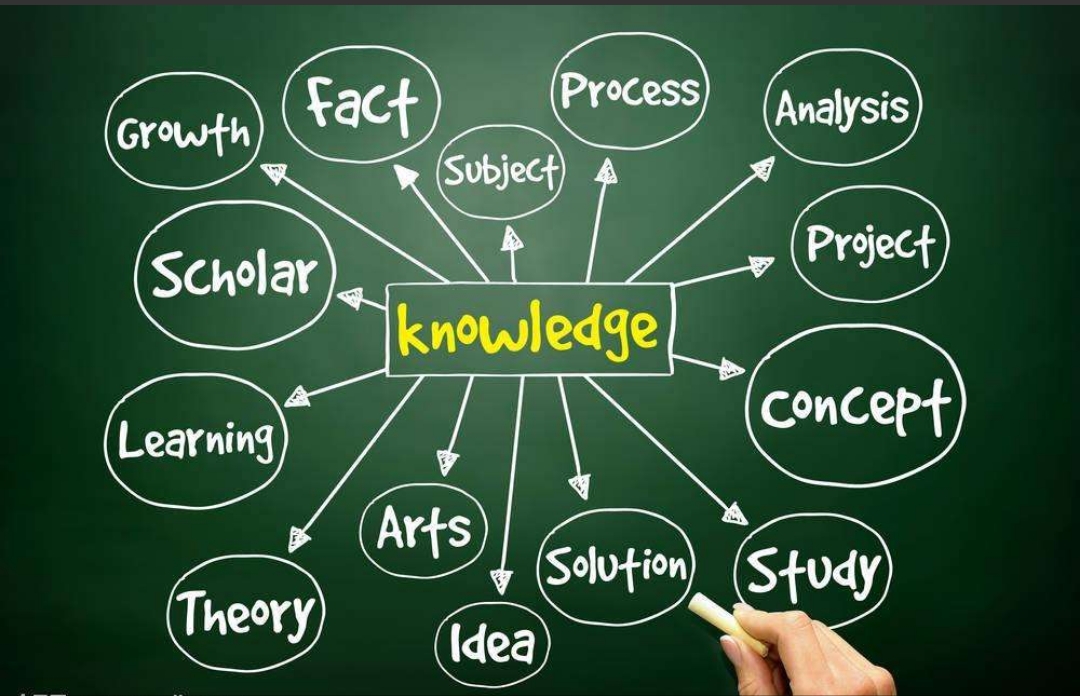 Fact
Process
Analysis
Growth
Subject
Project
Scholar
knowledge
concept
Learning
Arts
Solution
Study
Theory
Idea